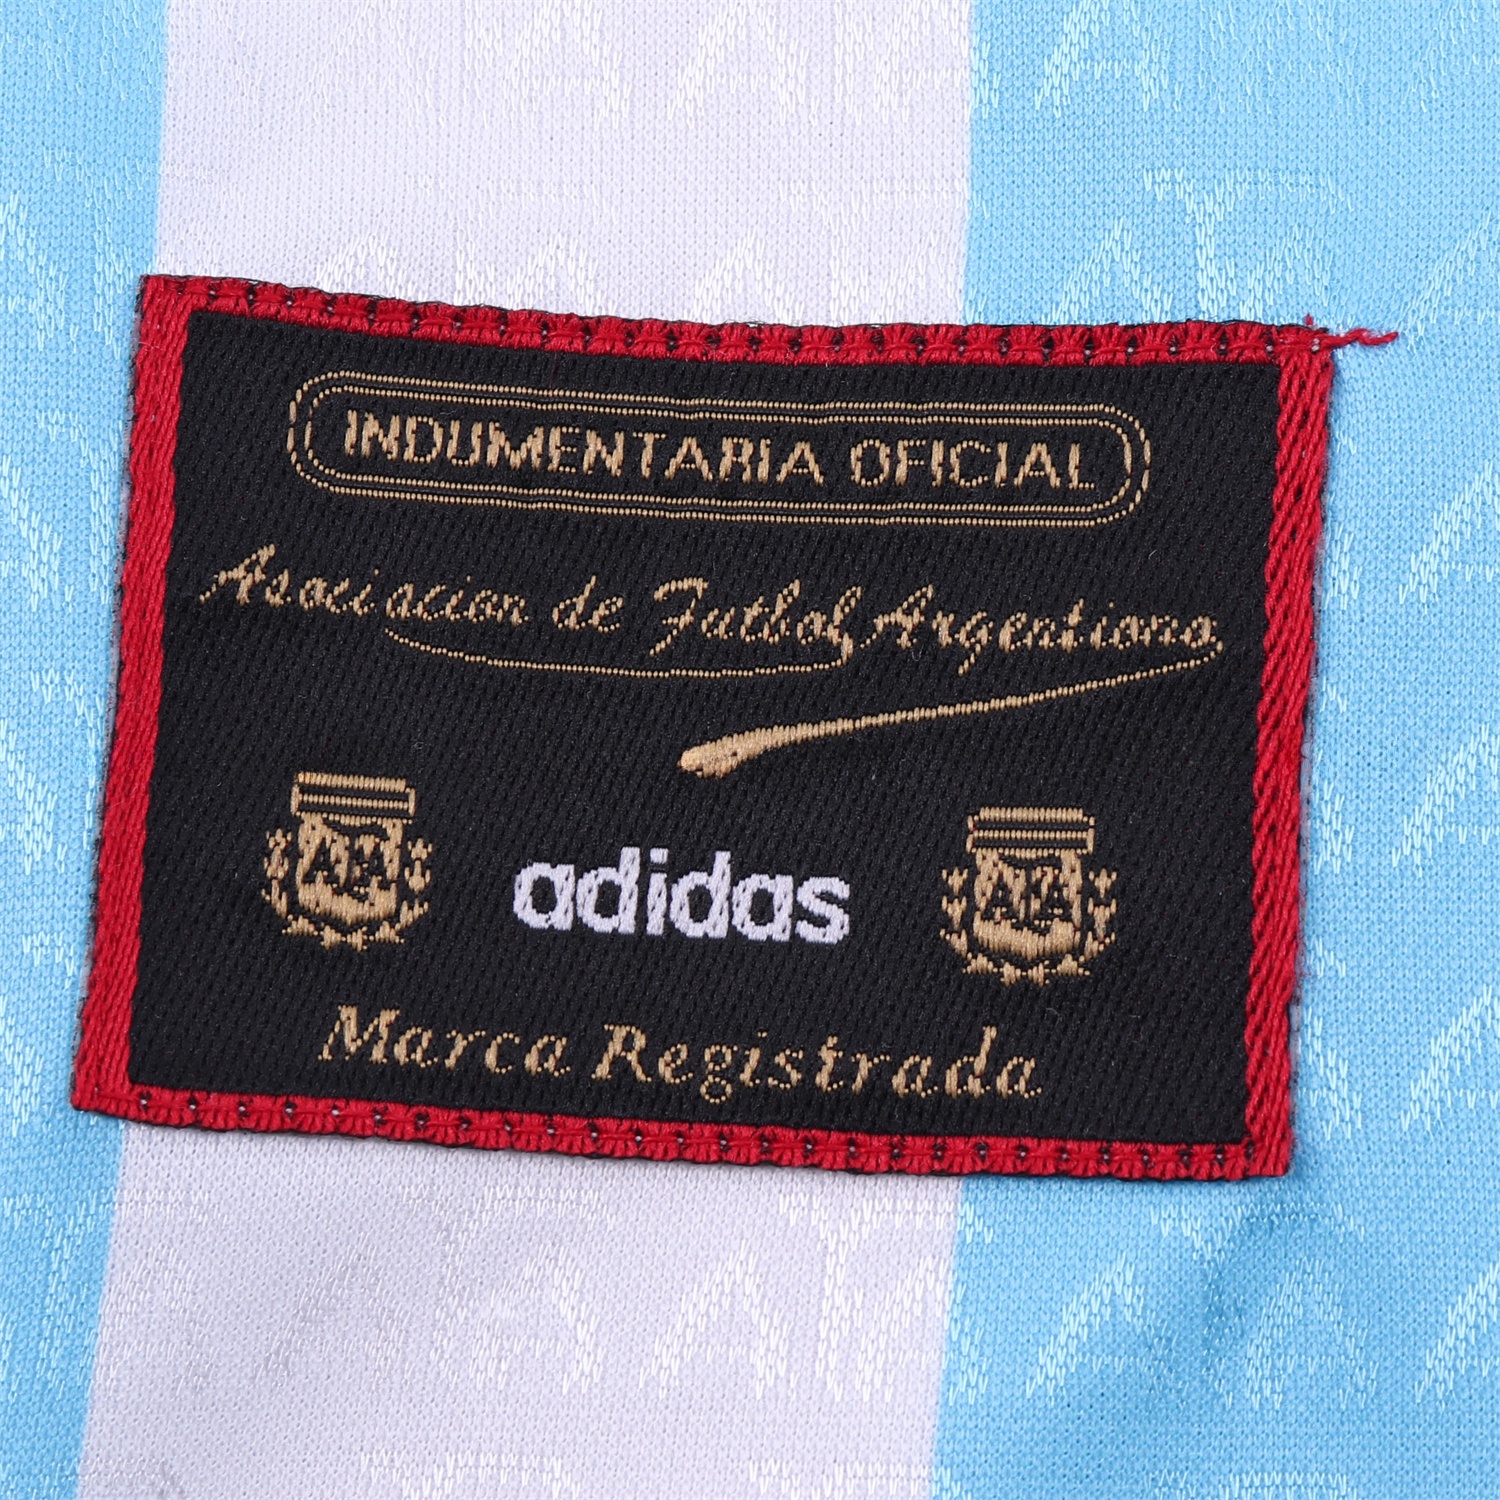 INDUMENTARIA OFICIAL
Asociacion de Futbol Argentino
AFA adidas AFA
Marca Registrada